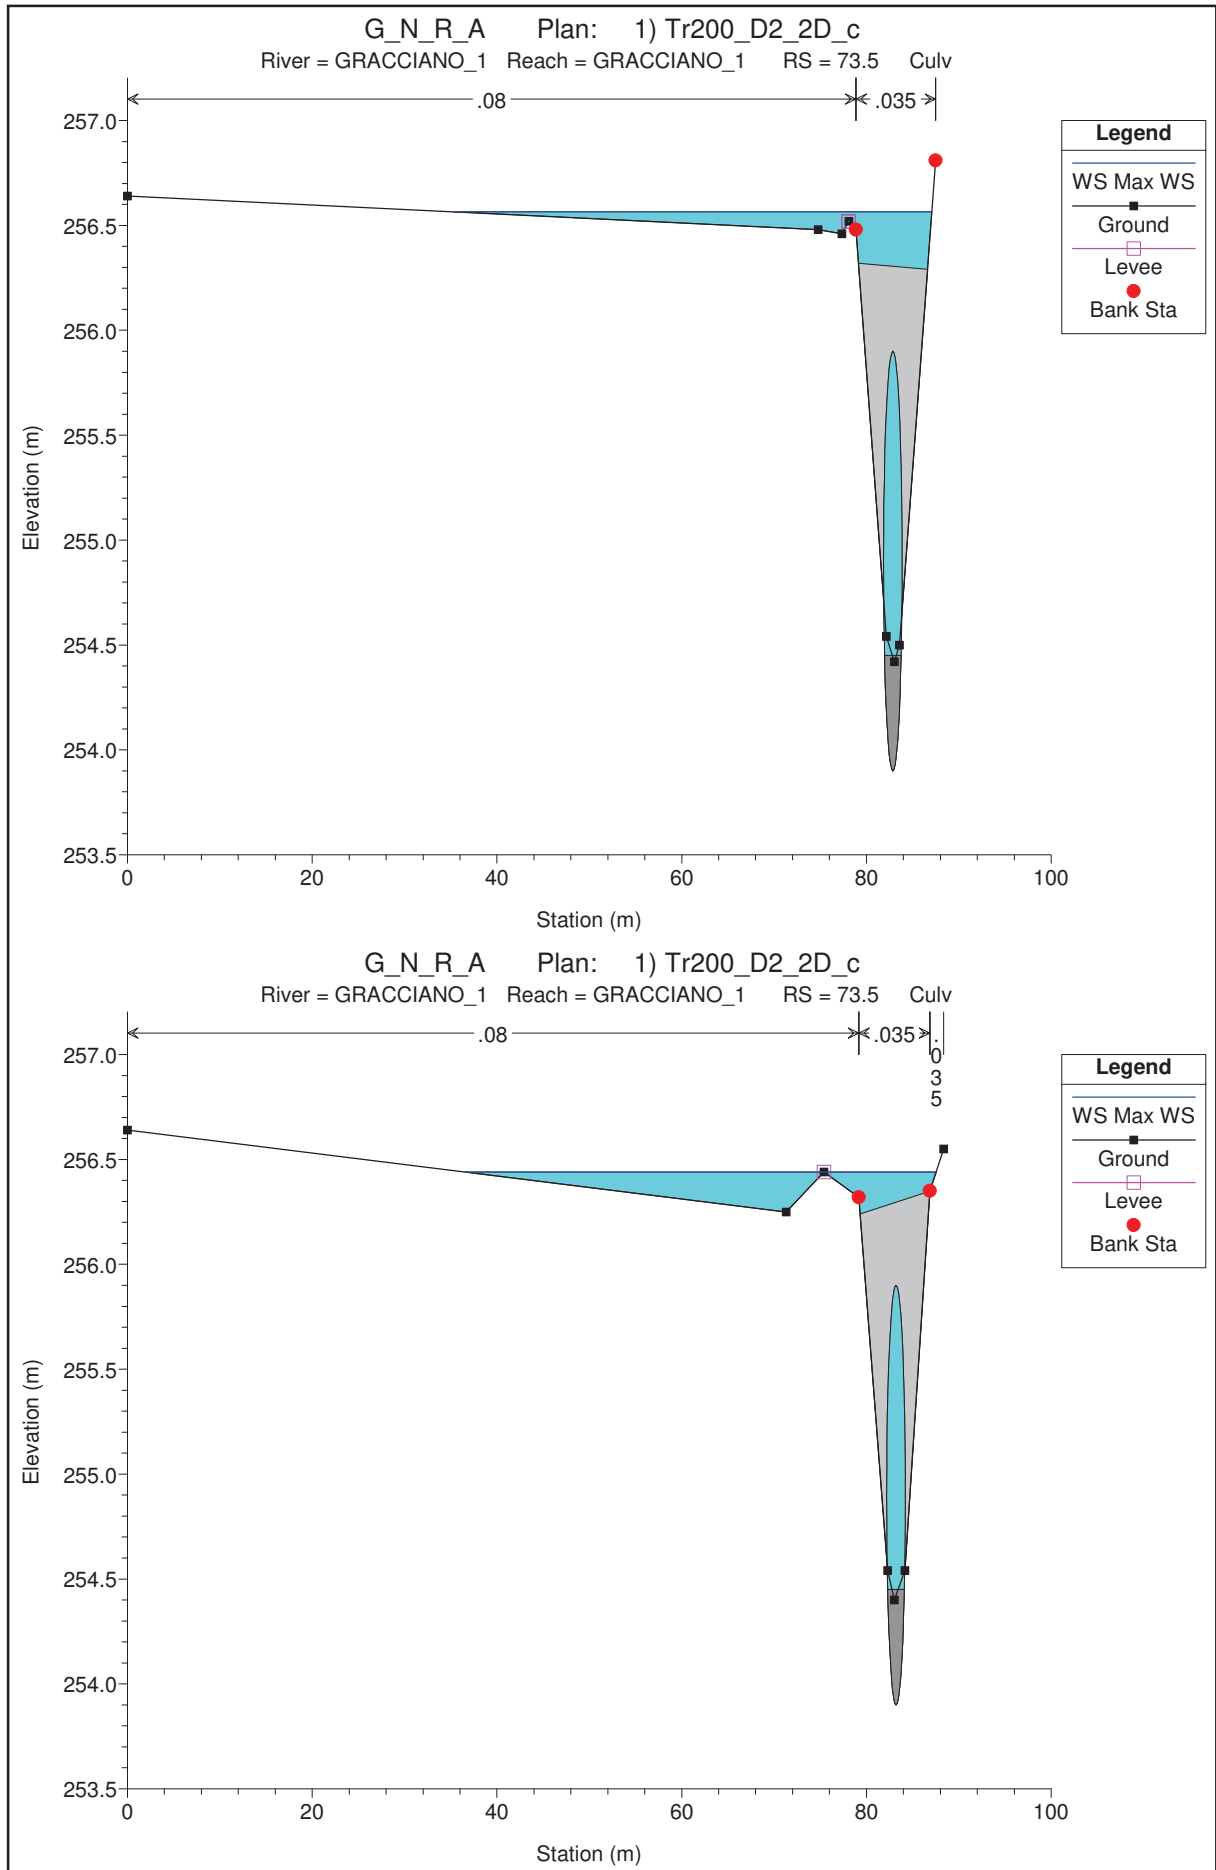 G_N_R_A Plan: 1) Tr200_D2_2D_c
River = GRACCIANO_1 Reach = GRACCIANO_1 RS = 73.5 Culv
.08
.035
257.0
256.5
256.0
255.5
255.0
254.5
254.0
253.5
Elevation (m)
0 20 40 60 80 100
Station (m)
Legend
WS Max WS
Ground
Levee
Bank Sta
G_N_R_A Plan: 1) Tr200_D2_2D_c
River = GRACCIANO_1 Reach = GRACCIANO_1 RS = 73.5 Culv
.08
.035
.
0
3
5
257.0
256.5
256.0
255.5
255.0
254.5
254.0
253.5
Elevation (m)
0 20 40 60 80 100
Station (m)
Legend
WS Max WS
Ground
Levee
Bank Sta